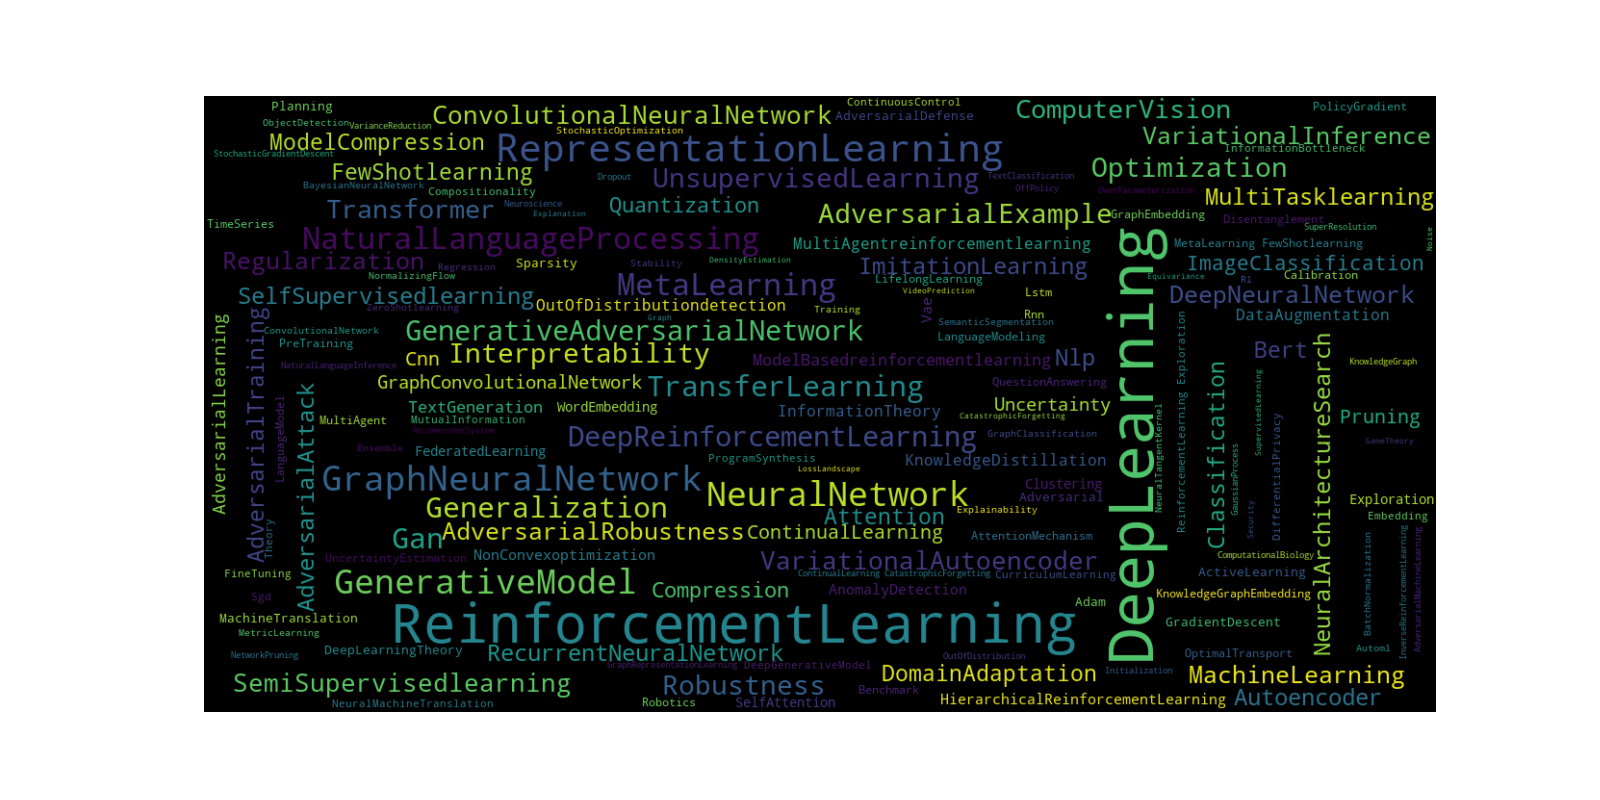 Planning
ConvolutionalNeuralNetwork
ContinuousControl
ComputerVision
PolicyGradient
ObjectDetection
VarianceReduction
AdversarialDefense
StochasticOptimization
ModelCompression
RepresentationLearning
VariationalInference
InformationBottleneck
StochasticGradientDescent
FewShotlearning
UnsupervisedLearning
TextClassification
Optimization
BayesianNeuralNetwork
Compositionality
Dropout
OffPolicy
OverParameterization
MultiTasklearning
Transformer
Neuroscience
Explanation
Quantization
AdversarialExample
GraphEmbedding
Disentanglement
SuperResolution
TimeSeries
NaturalLanguageProcessing
MultiAgentreinforcementlearning
MetaLearning FewShotlearning
Noise
Regularization
Regression
Sparsity
Stability
DensityEstimation
ImitationLearning
ImageClassification
NormalizingFlow
MetaLearning
LifelongLearning
Equivariance
Rl
Calibration
SelfSupervisedlearning
ZeroShotlearning
OutOfDistributiondetection
VideoPrediction
Lstm
DeepNeuralNetwork
Training
Vae
Rnn
DataAugmentation
Graph
SemanticSegmentation
ConvolutionalNetwork
GenerativeAdversarialNetwork
LanguageModeling
PreTraining
Cnn
Interpretability
ModelBasedreinforcementlearning
Nlp
Bert
NaturalLanguageInference
KnowledgeGraph
GraphConvolutionalNetwork
TransferLearning
QuestionAnswering
TextGeneration
WordEmbedding
InformationTheory
Uncertainty
CatastrophicForgetting
Pruning
MultiAgent
MutualInformation
RecommenderSystem
DeepReinforcementLearning
GraphClassification
GameTheory
Ensemble
FederatedLearning
ProgramSynthesis
KnowledgeDistillation
LossLandscape
GraphNeuralNetwork
NeuralNetwork
Clustering
Adversarial
Exploration
Generalization
Attention
Explainability
Embedding
Gan
AdversarialRobustness
ContinualLearning
AttentionMechanism
UncertaintyEstimation
NonConvexoptimization
VariationalAutoencoder
ComputationalBiology
FineTuning
ContinualLearning CatastrophicForgetting
CurriculumLearning
ActiveLearning
Sgd
GenerativeModel
Compression
AnomalyDetection
Adam
KnowledgeGraphEmbedding
MachineTranslation
ReinforcementLearning
GradientDescent
MetricLearning
NetworkPruning
DeepLearningTheory
RecurrentNeuralNetwork
OutOfDistribution
OptimalTransport
Automl
GraphRepresentationLearning
DeepGenerativeModel
DomainAdaptation
Initialization
MachineLearning
SemiSupervisedlearning
Robustness
Benchmark
NeuralMachineTranslation
Robotics
SelfAttention
HierarchicalReinforcementLearning
Autoencoder
AdversarialLearning
AdversarialTraining
Theory
LanguageModel
AdversarialAttack
DeepLearning
NeuralTangentKernel
ReinforcementLearning Exploration
Classification
GaussianProcess
Security
SupervisedLearning
DifferentialPrivacy
NeuralArchitectureSearch
BatchNormalization
InverseReinforcementLearning
AdversarialMachineLearning